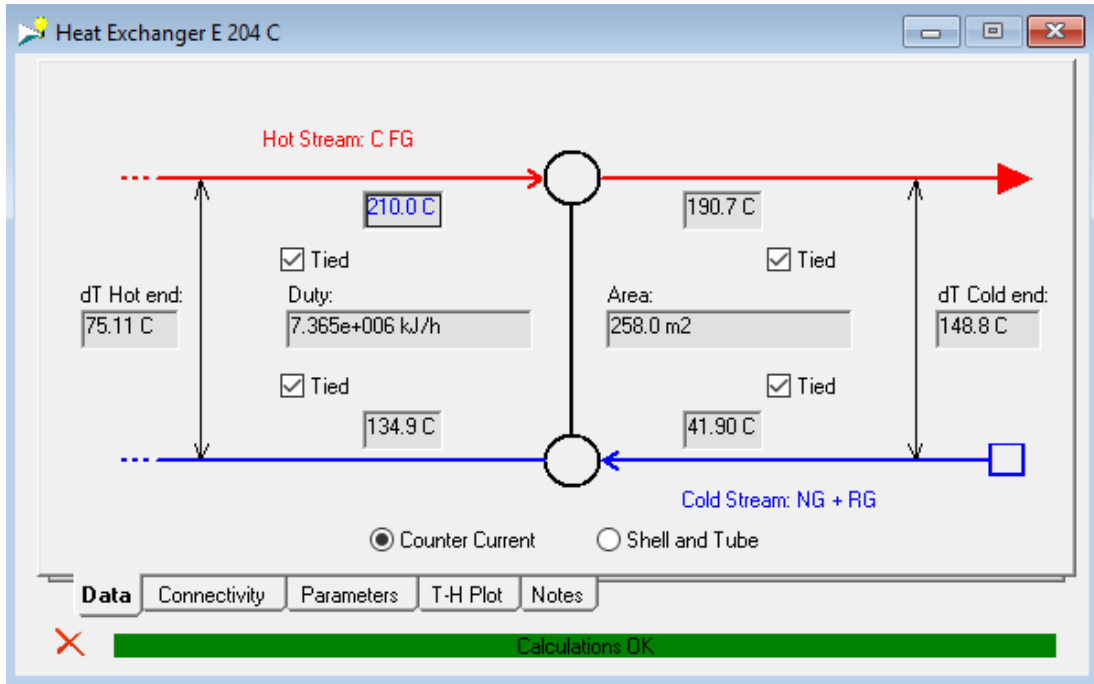 Heat Exchanger E 204 C
Hot Stream: C FG
210.0 C
190.7 C
Tied
Tied
dT Hot end:
Duty:
Area:
dT Cold end:
75.11 C
7.365e+006 kJ/h
258.0 m2
148.8 C
Tied
Tied
134.9 C
41.90 C
Cold Stream: NG + RG
Counter Current
Shell and Tube
Data
Connectivity
Parameters
T-H Plot
Notes
Calculations OK